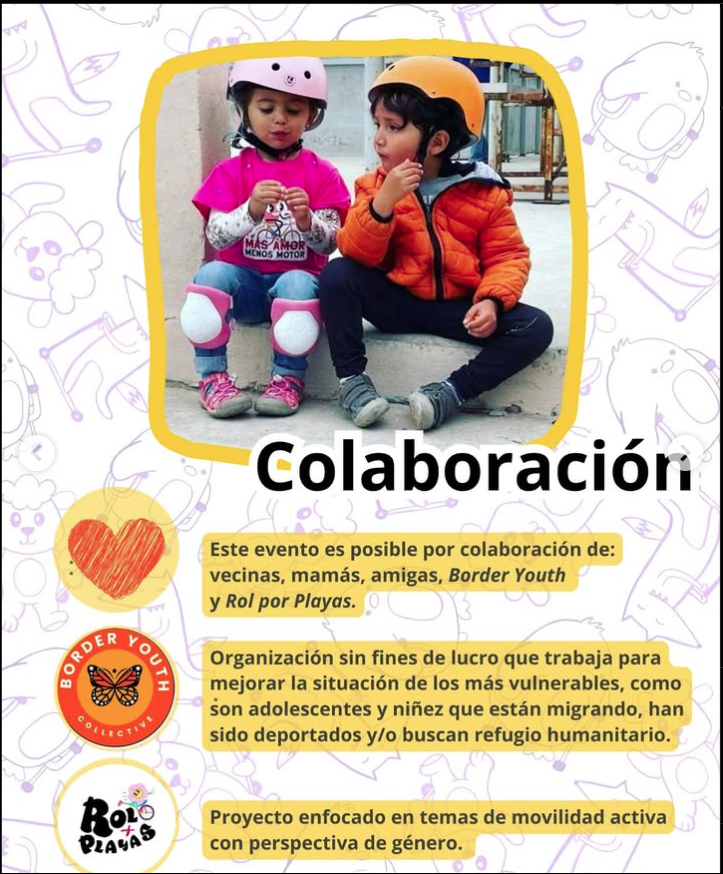 MÁS AMOR
MENOS MOTOR
Colaboración
Este evento es posible por colaboración de:
vecinas, mamás, amigas, Border Youth
y Rol por Playas.
BORDER YOUTH
COLLECTIVE
Organización sin fines de lucro que trabaja para
mejorar la situación de los más vulnerables, como
son adolescentes y niñez que están migrando, han
sido deportados y/o buscan refugio humanitario.
ROL
+
PLAYAS
Proyecto enfocado en temas de movilidad activa
con perspectiva de género.